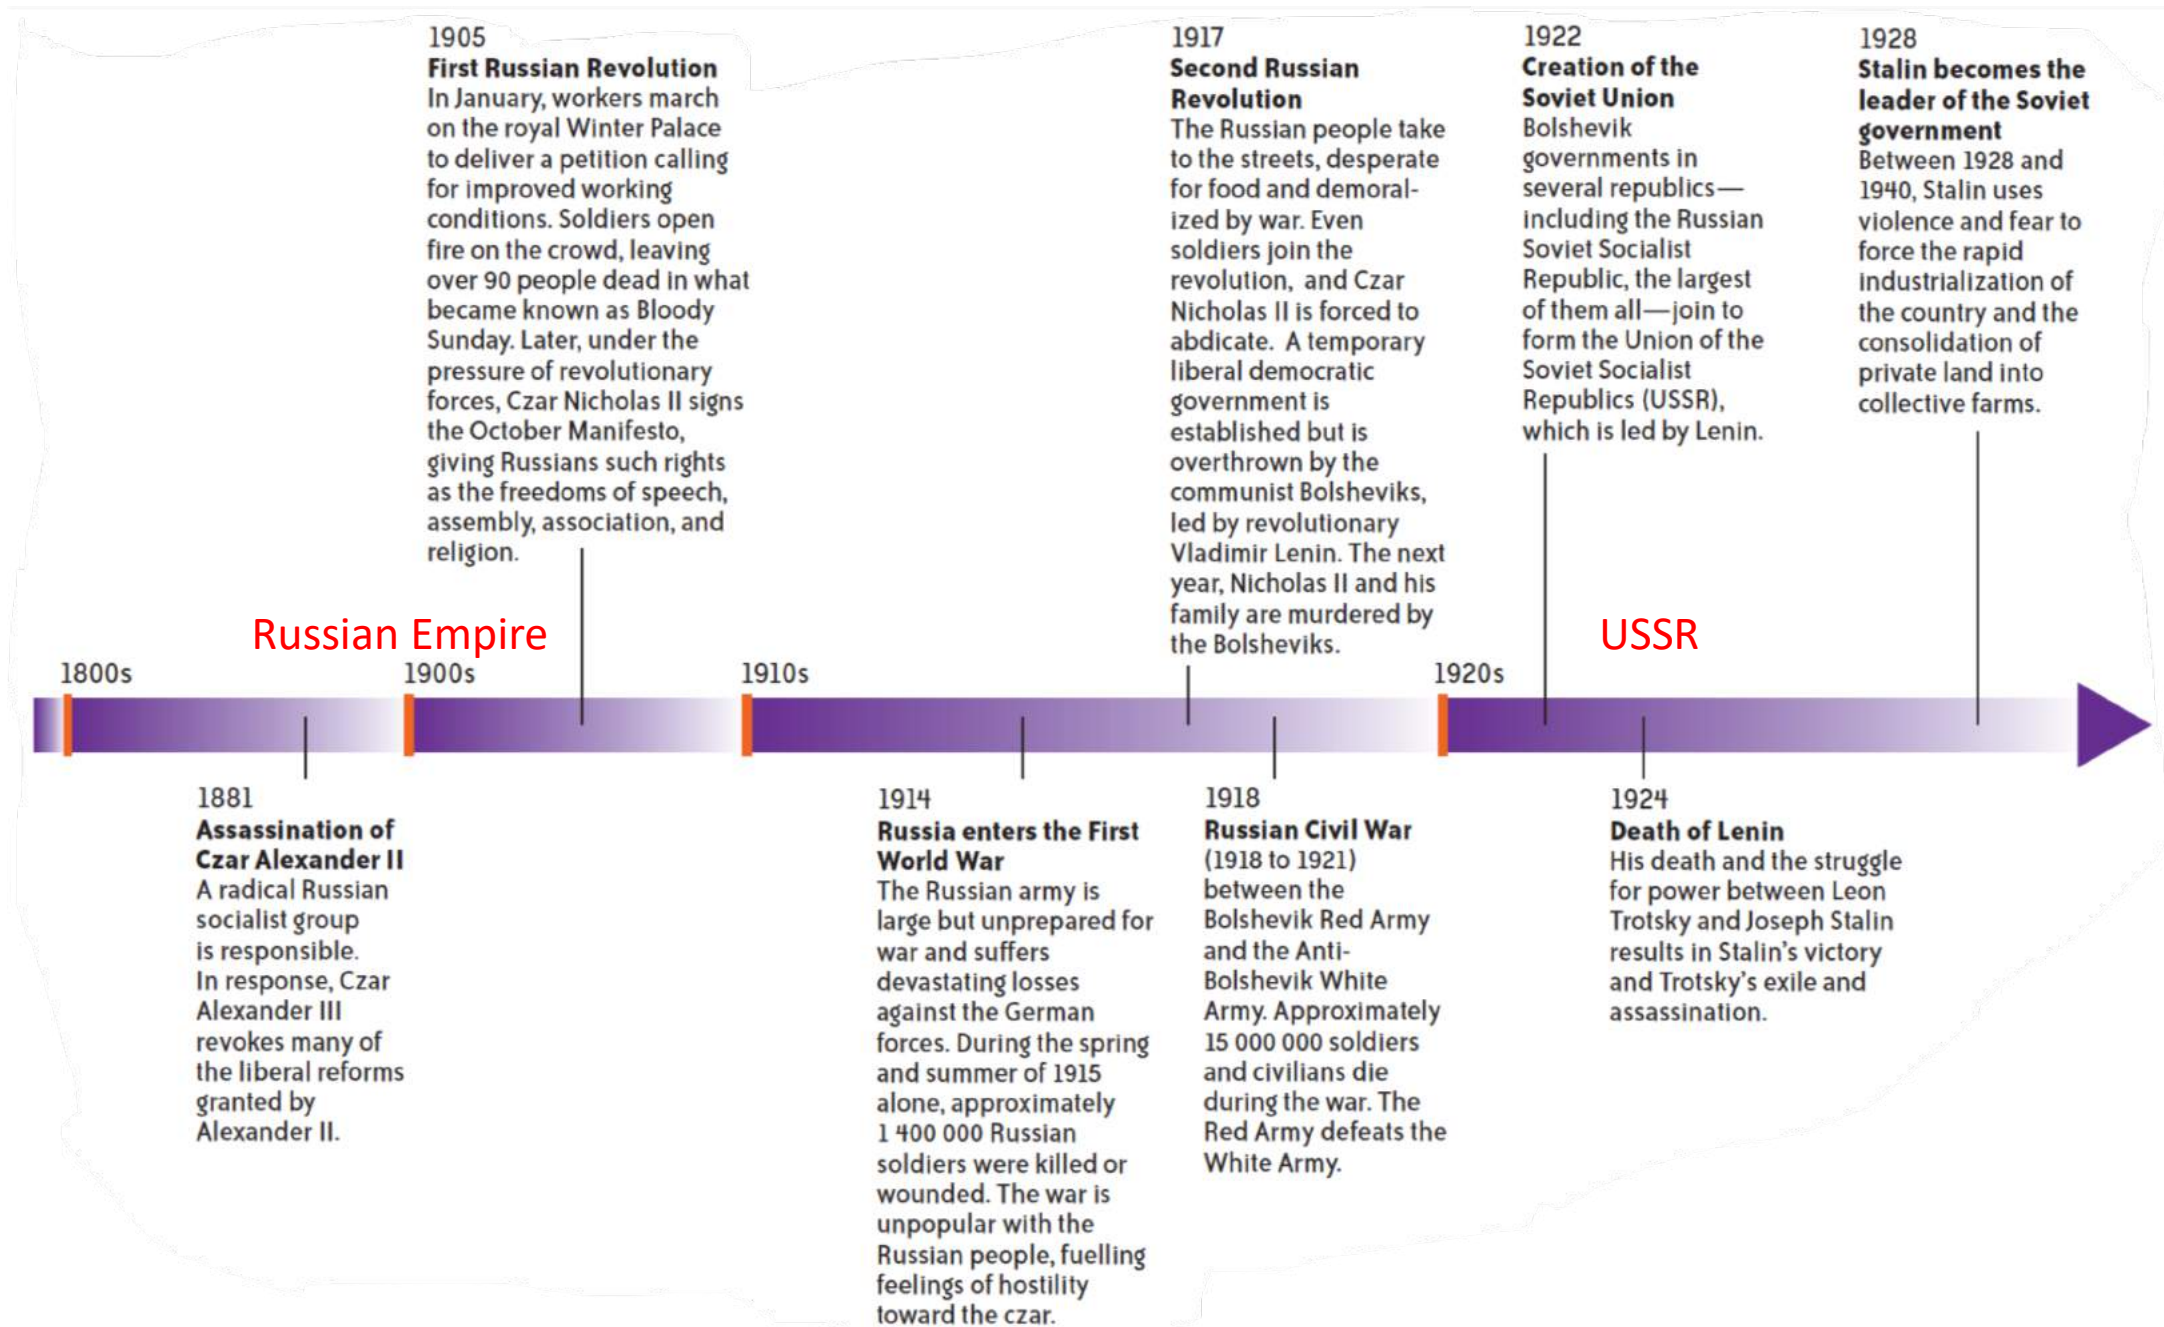 1905
First Russian Revolution
In January, workers march
on the royal Winter Palace
to deliver a petition calling
for improved working
conditions. Soldiers open
fire on the crowd, leaving
over 90 people dead in what
became known as Bloody
Sunday. Later, under the
pressure of revolutionary
forces, Czar Nicholas II signs
the October Manifesto,
giving Russians such rights
as the freedoms of speech,
assembly, association, and
religion.
1917
Second Russian
Revolution
The Russian people take
to the streets, desperate
for food and demoral-
ized by war. Even
soldiers join the
revolution, and Czar
Nicholas II is forced to
abdicate. A temporary
liberal democratic
government is
established but is
overthrown by the
communist Bolsheviks,
led by revolutionary
Vladimir Lenin. The next
year, Nicholas II and his
family are murdered by
the Bolsheviks.
1922
Creation of the
Soviet Union
Bolshevik
governments in
several republics—
including the Russian
Soviet Socialist
Republic, the largest
of them all—join to
form the Union of the
Soviet Socialist
Republics (USSR),
which is led by Lenin.
1928
Stalin becomes the
leader of the Soviet
government
Between 1928 and
1940, Stalin uses
violence and fear to
force the rapid
industrialization of
the country and the
consolidation of
private land into
collective farms.
Russian Empire
USSR
1800s
1900s
1910s
1920s
1881
Assassination of
Czar Alexander II
A radical Russian
socialist group
is responsible.
In response, Czar
Alexander III
revokes many of
the liberal reforms
granted by
Alexander II.
1914
Russia enters the First
World War
The Russian army is
large but unprepared for
war and suffers
devastating losses
against the German
forces. During the spring
and summer of 1915
alone, approximately
1 400 000 Russian
soldiers were killed or
wounded. The war is
unpopular with the
Russian people, fuelling
feelings of hostility
toward the czar.
1918
Russian Civil War
(1918 to 1921)
between the
Bolshevik Red Army
and the Anti-
Bolshevik White
Army. Approximately
15 000 000 soldiers
and civilians die
during the war. The
Red Army defeats the
White Army.
1924
Death of Lenin
His death and the struggle
for power between Leon
Trotsky and Joseph Stalin
results in Stalin's victory
and Trotsky's exile and
assassination.